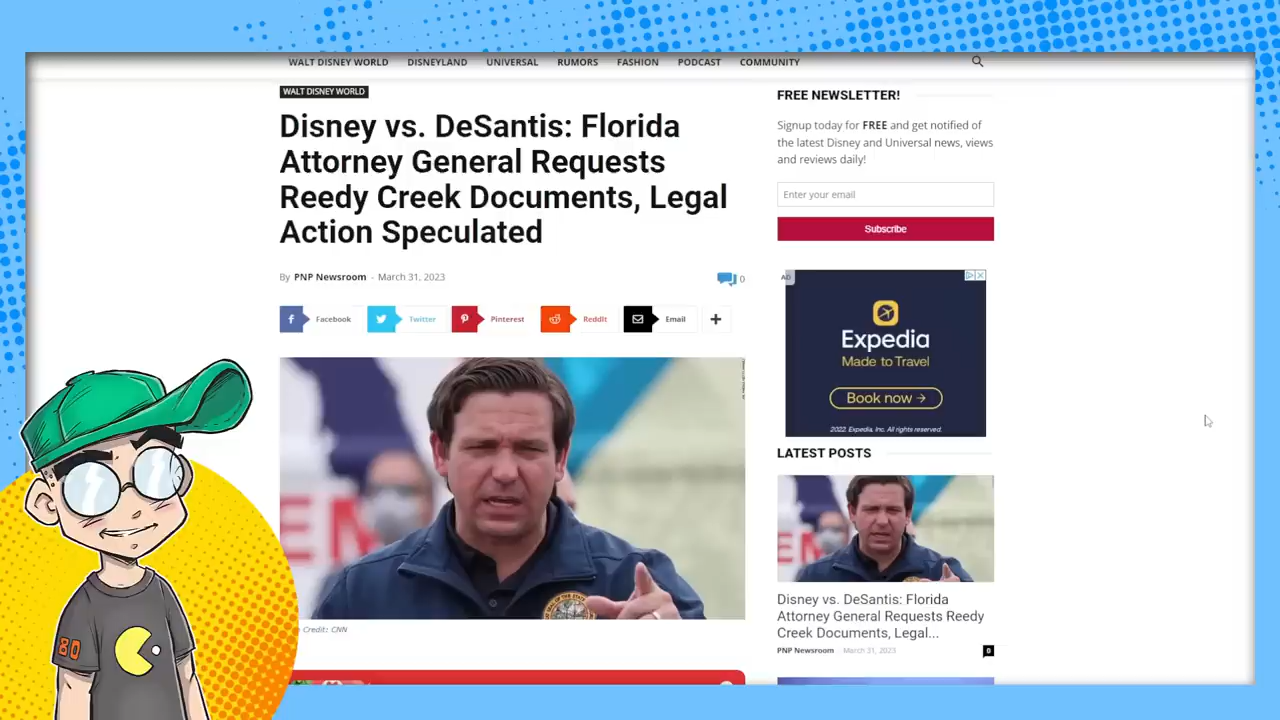 WALT DISNEY WORLD DISNEYLAND UNIVERSAL RUMORS FASHION PODCAST COMMUNITY
WALT DISNEY WORLD
Disney vs. DeSantis: Florida
Attorney General Requests
Reedy Creek Documents, Legal
Action Speculated
By PNP Newsroom - March 31, 2023
0
Facebook
Twitter
Pinterest
ReddIt
Email
Credit: CNN
FREE NEWSLETTER!
Signup today for FREE and get notified of
the latest Disney and Universal news, views
and reviews daily!
Enter your email
Subscribe
AD
Expedia
Made to Travel
Book now →
2022 Expedia, Inc. All rights reserved.
LATEST POSTS
Disney vs. DeSantis: Florida
Attorney General Requests Reedy
Creek Documents, Legal...
PNP Newsroom March 31, 2023
0
80